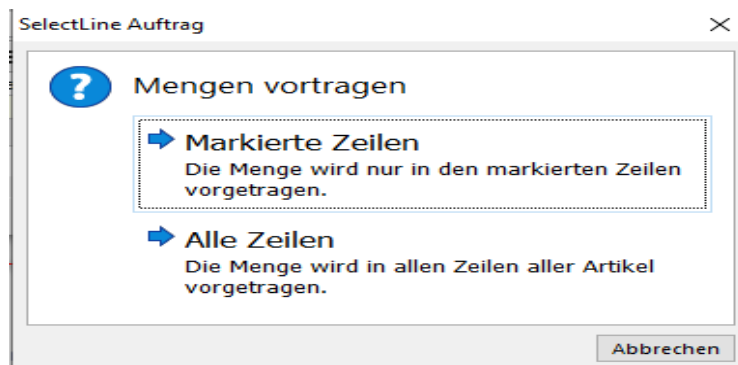 SelectLine Auftrag
Mengen vortragen
Markierte Zeilen
Die Menge wird nur in den markierten Zeilen
vorgetragen.
Alle Zeilen
Die Menge wird in allen Zeilen aller Artikel
vorgetragen.
Abbrechen